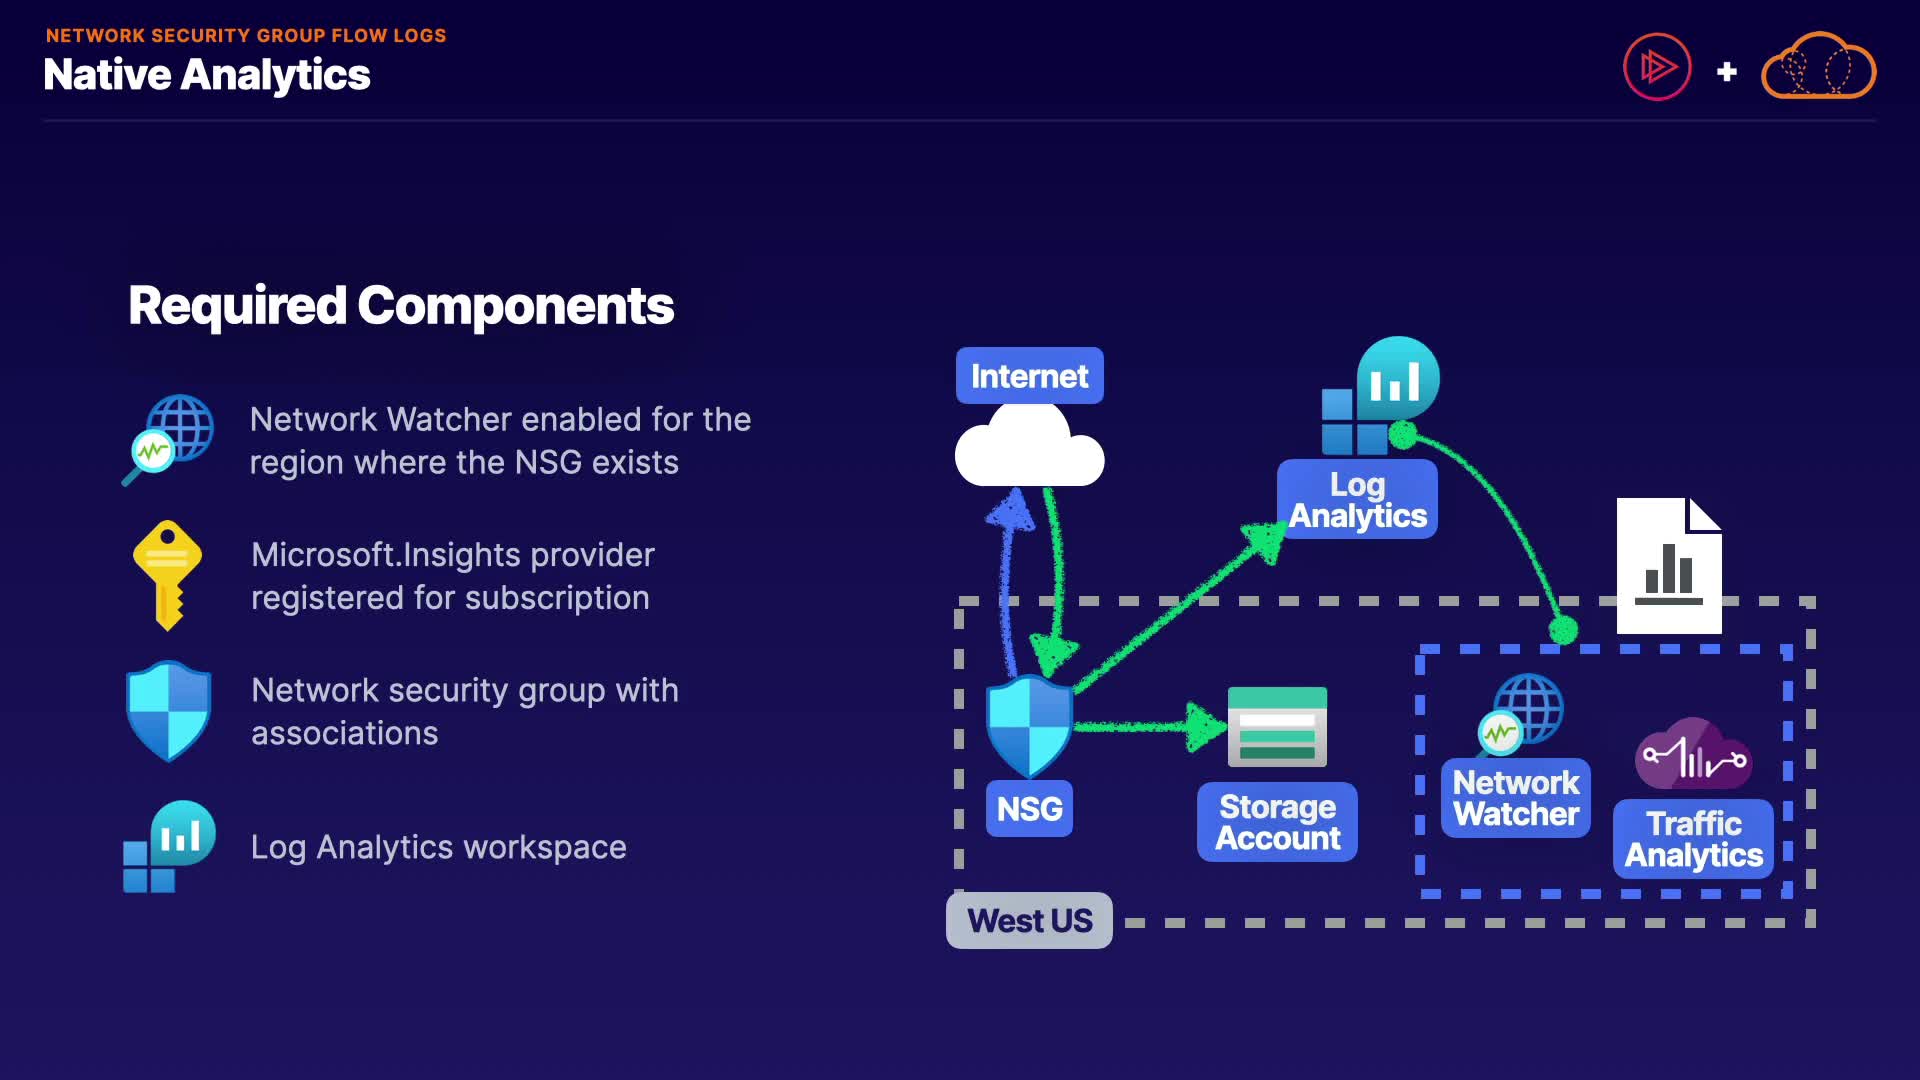 NETWORK SECURITY GROUP FLOW LOGS
Native Analytics
Required Components
Network Watcher enabled for the
region where the NSG exists
Microsoft.Insights provider
registered for subscription
Network security group with
associations
Log Analytics workspace
Internet
Log
Analytics
NSG
Storage
Account
Network
Watcher
Traffic
Analytics
West US